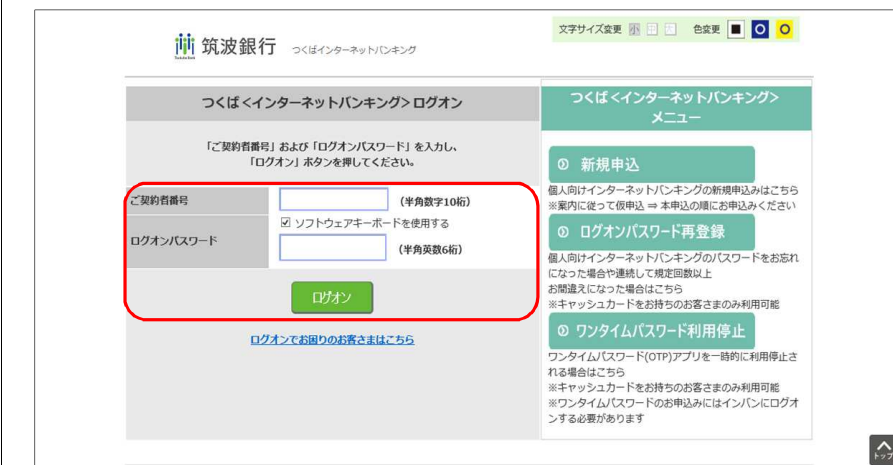 文字サイズ変更 小
色変更
筑波銀行 つくばインターネットバンキング
つくば<インターネットバンキング>ログオン
「ご契約者番号」および「ログオンパスワード」を入力し、
「ログオン」ボタンを押してください。
ご契約者番号
(半角数字10桁)
ソフトウェアキーボードを使用する
ログオンパスワード
(半角英数6桁)
ログオン
ログオンでお困りのお客さまはこちら
つくば<インターネットバンキング>
メニュー
新規申込
個人向けインターネットバンキングの新規申込みはこちら
※案内に従って仮申込 ⇒ 本申込の順にお申込みください
ログオンパスワード再登録
個人向けインターネットバンキングのパスワードをお忘れ
になった場合や連続して規定回数以上
お間違えになった場合はこちら
※キャッシュカードをお持ちのお客さまのみ利用可能
ワンタイムパスワード利用停止
ワンタイムパスワード(OTP)アプリを一時的に利用停止さ
れる場合はこちら
※キャッシュカードをお持ちのお客さまのみ利用可能
※ワンタイムパスワードのお申込みにはインバンにログオ
ンする必要があります
トップ